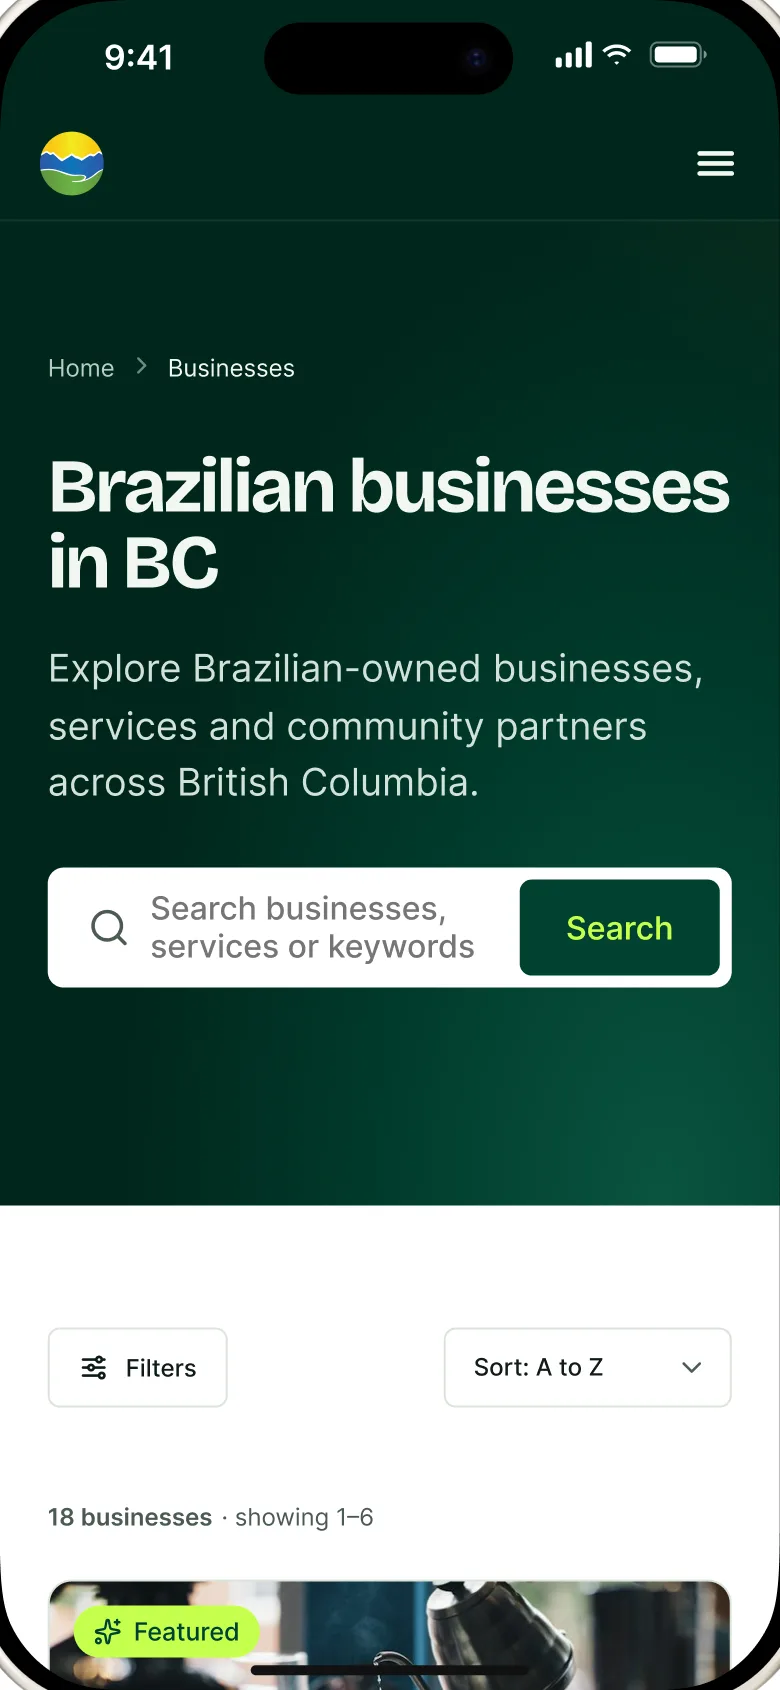 9:41
Home > Businesses
Brazilian businesses
in BC
Explore Brazilian-owned businesses,
services and community partners
across British Columbia.
Search businesses,
services or keywords
Search
Filters
Sort: A to Z
18 businesses · showing 1–6
Featured